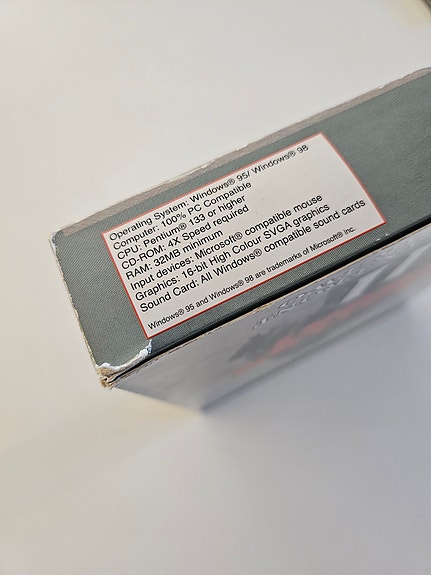 Operating System: Windows® 95/ Windows® 98
Computer: 100% PC Compatible
CPU: Pentium® 133 or higher
CD-ROM: 4X Speed required
RAM: 32MB minimum
Input devices: Microsoft® compatible mouse
Graphics: 16-bit High Colour SVGA graphics
Sound Card: All Windows® compatible sound cards
Windows® 95 and Windows® 98 are trademarks of Microsoft® Inc.